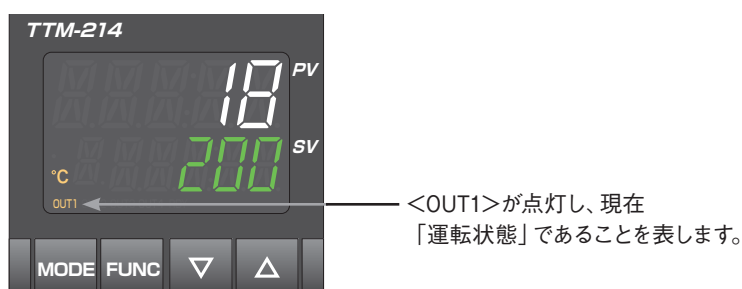 TTM-214
18 PV
200 SV
°C
OUT1
<OUT1>が点灯し、現在
「運転状態」であることを表します。
MODE FUNC ▽ △